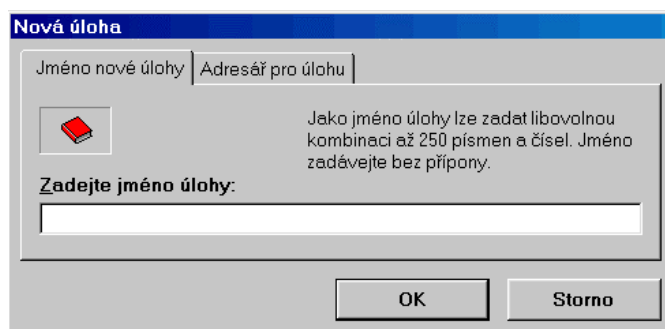 Nová úloha
Jméno nové úlohy
Adresář pro úlohu
Jako jméno úlohy lze zadat libovolnou
kombinaci až 250 písmen a čísel. Jméno
zadávejte bez přípony.
Zadejte jméno úlohy:
OK
Storno